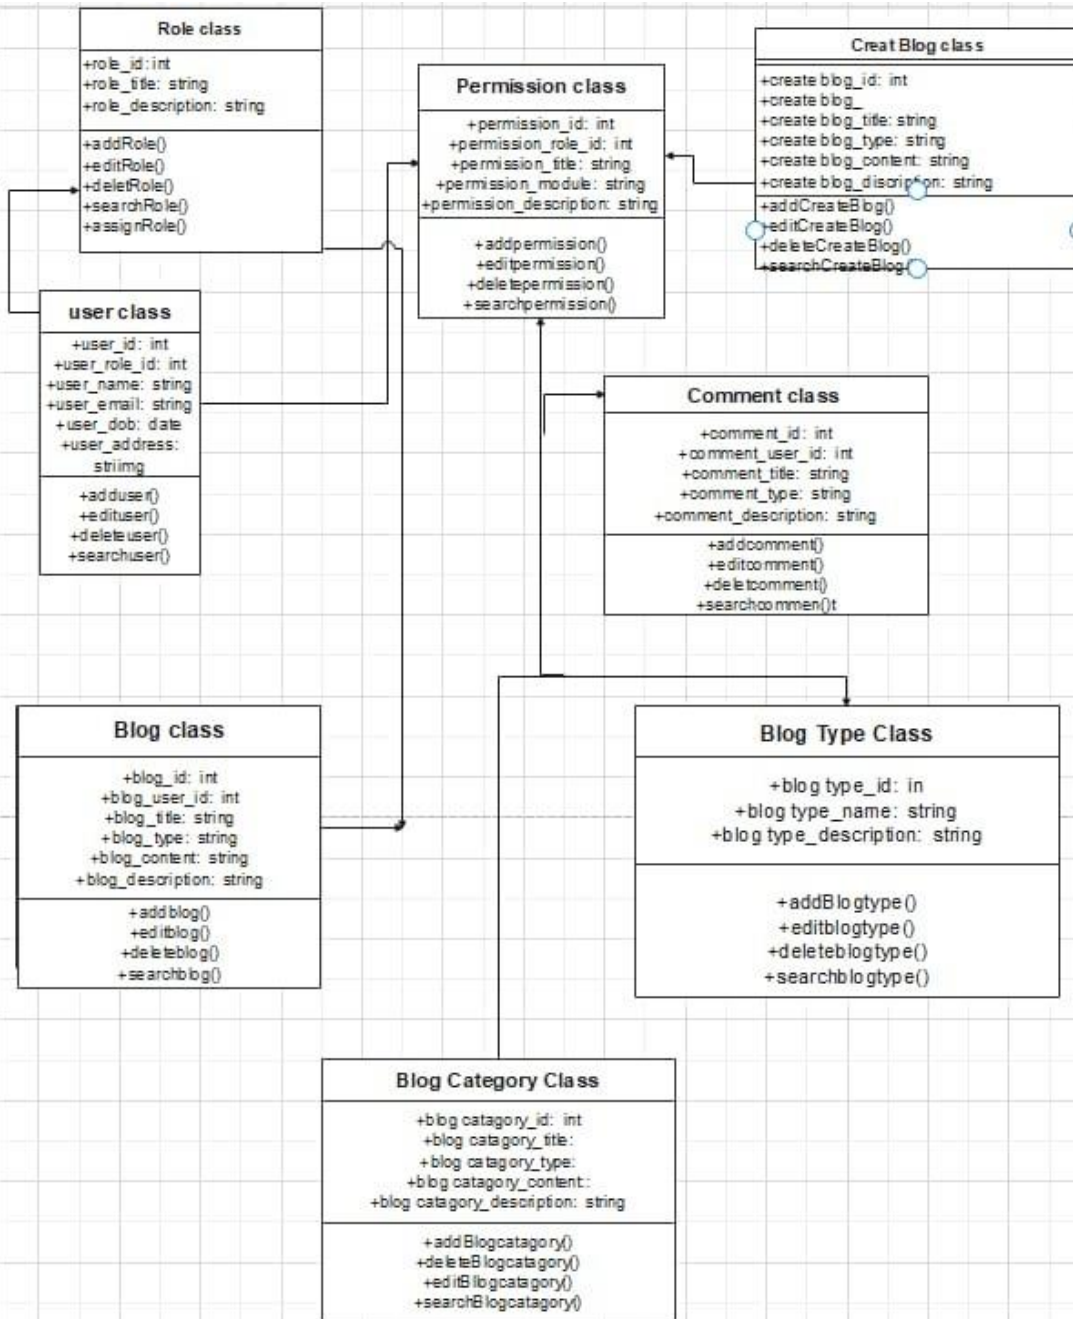 Role class
+role_id:int
+role_title: string
+role_description: string
+addRole()
+editRole()
+deletRole()
+searchRole()
+assignRole()
Permission class
+permission_id: int
+permission_role_id: int
+permission_title: string
+permission_module: string
+permission_description: string
+addpermission()
+editpermission()
+deletepermission()
+searchpermission()
Creat Blog class
+create blog_id: int
+create blog_
+create blog_title: string
+create blog_type: string
+create blog_content: string
+create blog_discription: string
+addCreateBlog()
+editCreateBlog()
+deleteCreateBlog()
+searchCreateBlog()
user class
+user_id: int
+user_role_id: int
+user_name: string
+user_email: string
+user_dob: date
+user_address:
striimg
+adduser()
+edituser()
+deleteuser()
+searchuser()
Comment class
+comment_id: int
+comment_user_id: int
+comment_title: string
+comment_type: string
+comment_description: string
+addcomment()
+editcomment()
+deletcomment()
+searchcommen()t
Blog class
+blog_id: int
+blog_user_id: int
+blog_title: string
+blog_type: string
+blog_content: string
+blog_description: string
+addblog()
+editblog()
+deleteblog()
+searchblog()
Blog Type Class
+blog type_id: in
+blog type_name: string
+blog type_description: string
+addBlogtype()
+editblogtype()
+deleteblogtype()
+searchblogtype()
Blog Category Class
+blog catagory_id: int
+blog catagory_title:
+blog catagory_type:
+blog catagory_content::
+blog catagory_description: string
+addBlogcatagory()
+deleteBlogcatagory()
+editBllogcatagory()
+searchBlogcatagory()